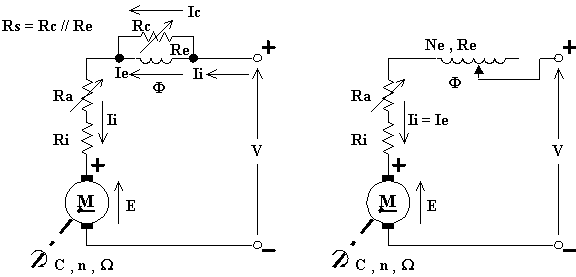 Ic
Rs = Rc // Re
Rc
Re
+
Ie
Φ
Ii
Ra
Ii
Ri
V
+
M
E
−
C , n , Ω
Ne , Re
+
Φ
Ra
Ii = Ie
Ri
V
+
M
E
−
C , n , Ω